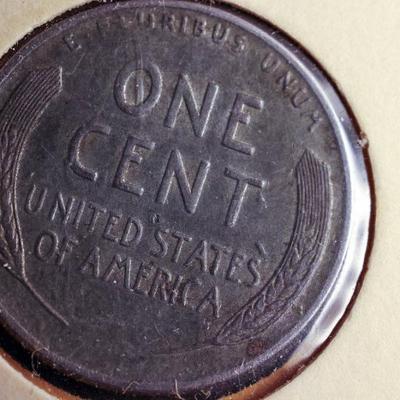 E PLURIBUS UNUM
ONE
CENT
UNITED STATES
OF AMERICA